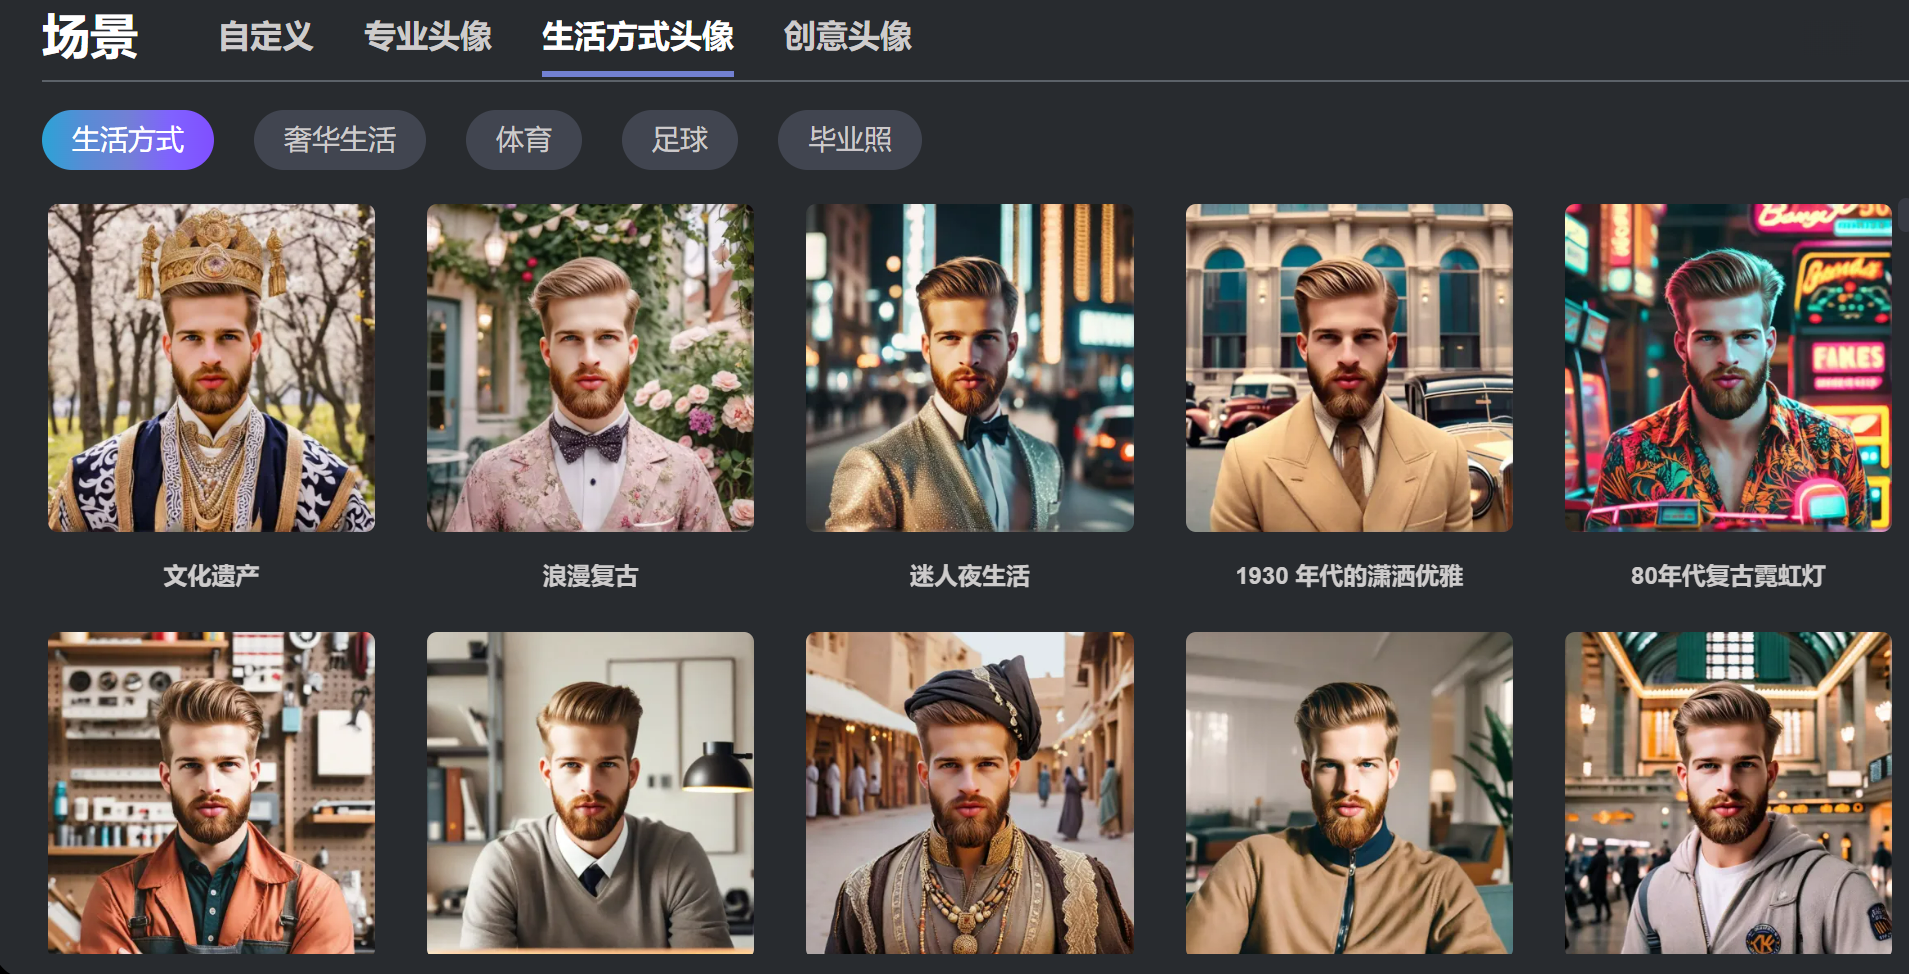 场景 自定义 专业头像 生活方式头像 创意头像
生活方式 奢华生活 体育 足球 毕业照
文化遗产 浪漫复古 迷人夜生活 1930 年代的潇洒优雅 80年代复古霓虹灯
FAKES